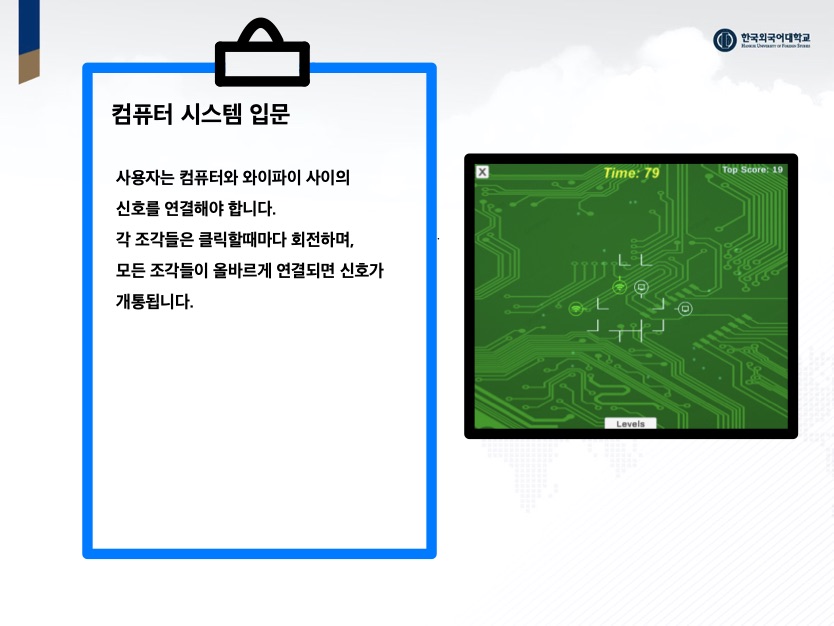 한국외국어대학교
HANKUK UNIVERSITY OF FOREIGN STUDIES
컴퓨터 시스템 입문
사용자는 컴퓨터와 와이파이 사이의
신호를 연결해야 합니다.
각 조각들은 클릭할때마다 회전하며,
모든 조각들이 올바르게 연결되면 신호가
개통됩니다.
X
Time: 79
Top Score: 19
Levels